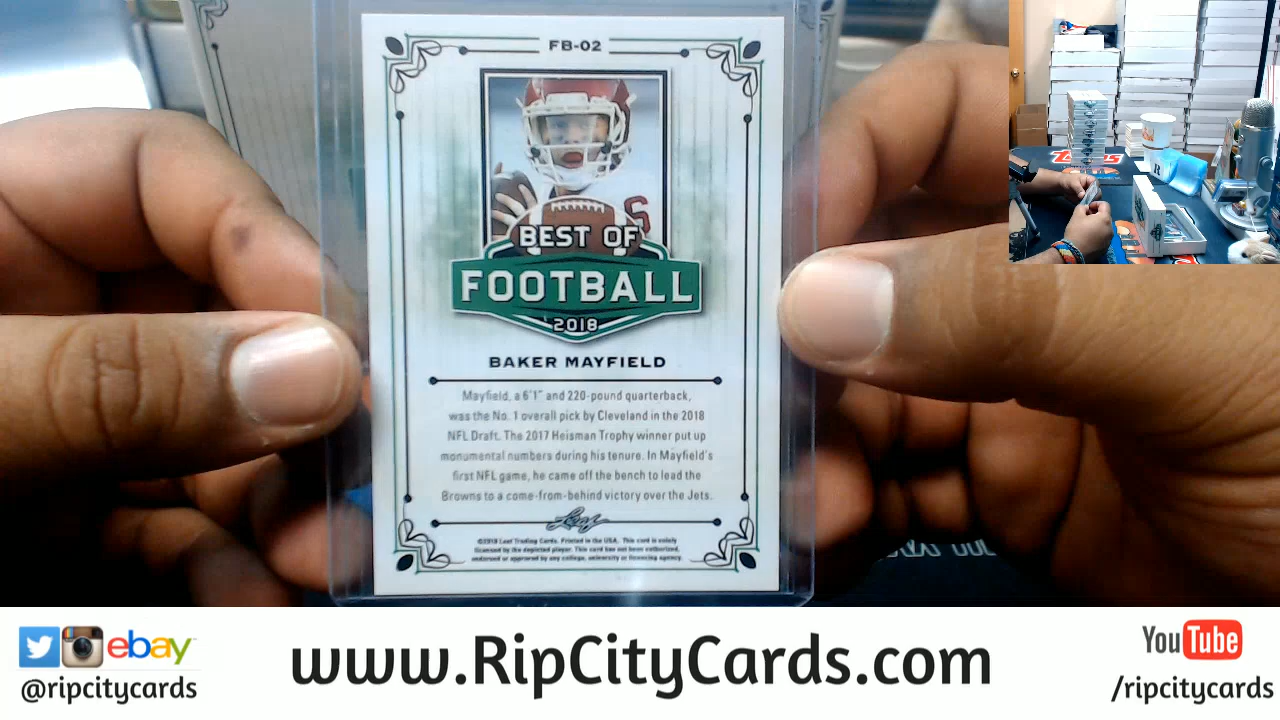 FB-02
BEST OF
FOOTBALL
2018
BAKER MAYFIELD
Mayfield, a 6'1" and 220-pound quarterback,
was the No. 1 overall pick by Cleveland in the 2018
NFL Draft. The 2017 Heisman Trophy winner put up
monumental numbers during his tenure. In Mayfield's
first NFL game, he came off the bench to lead the
Browns to a come-from-behind victory over the Jets.
Leaf
©2018 Leaf Trading Cards. Printed in the USA. This card is solely
licensed by the depicted player. This card has not been authorized,
endorsed or approved by any college, university or licensing agency.
ebay
@ripcitycards
www.RipCityCards.com
YouTube
/ripcitycards